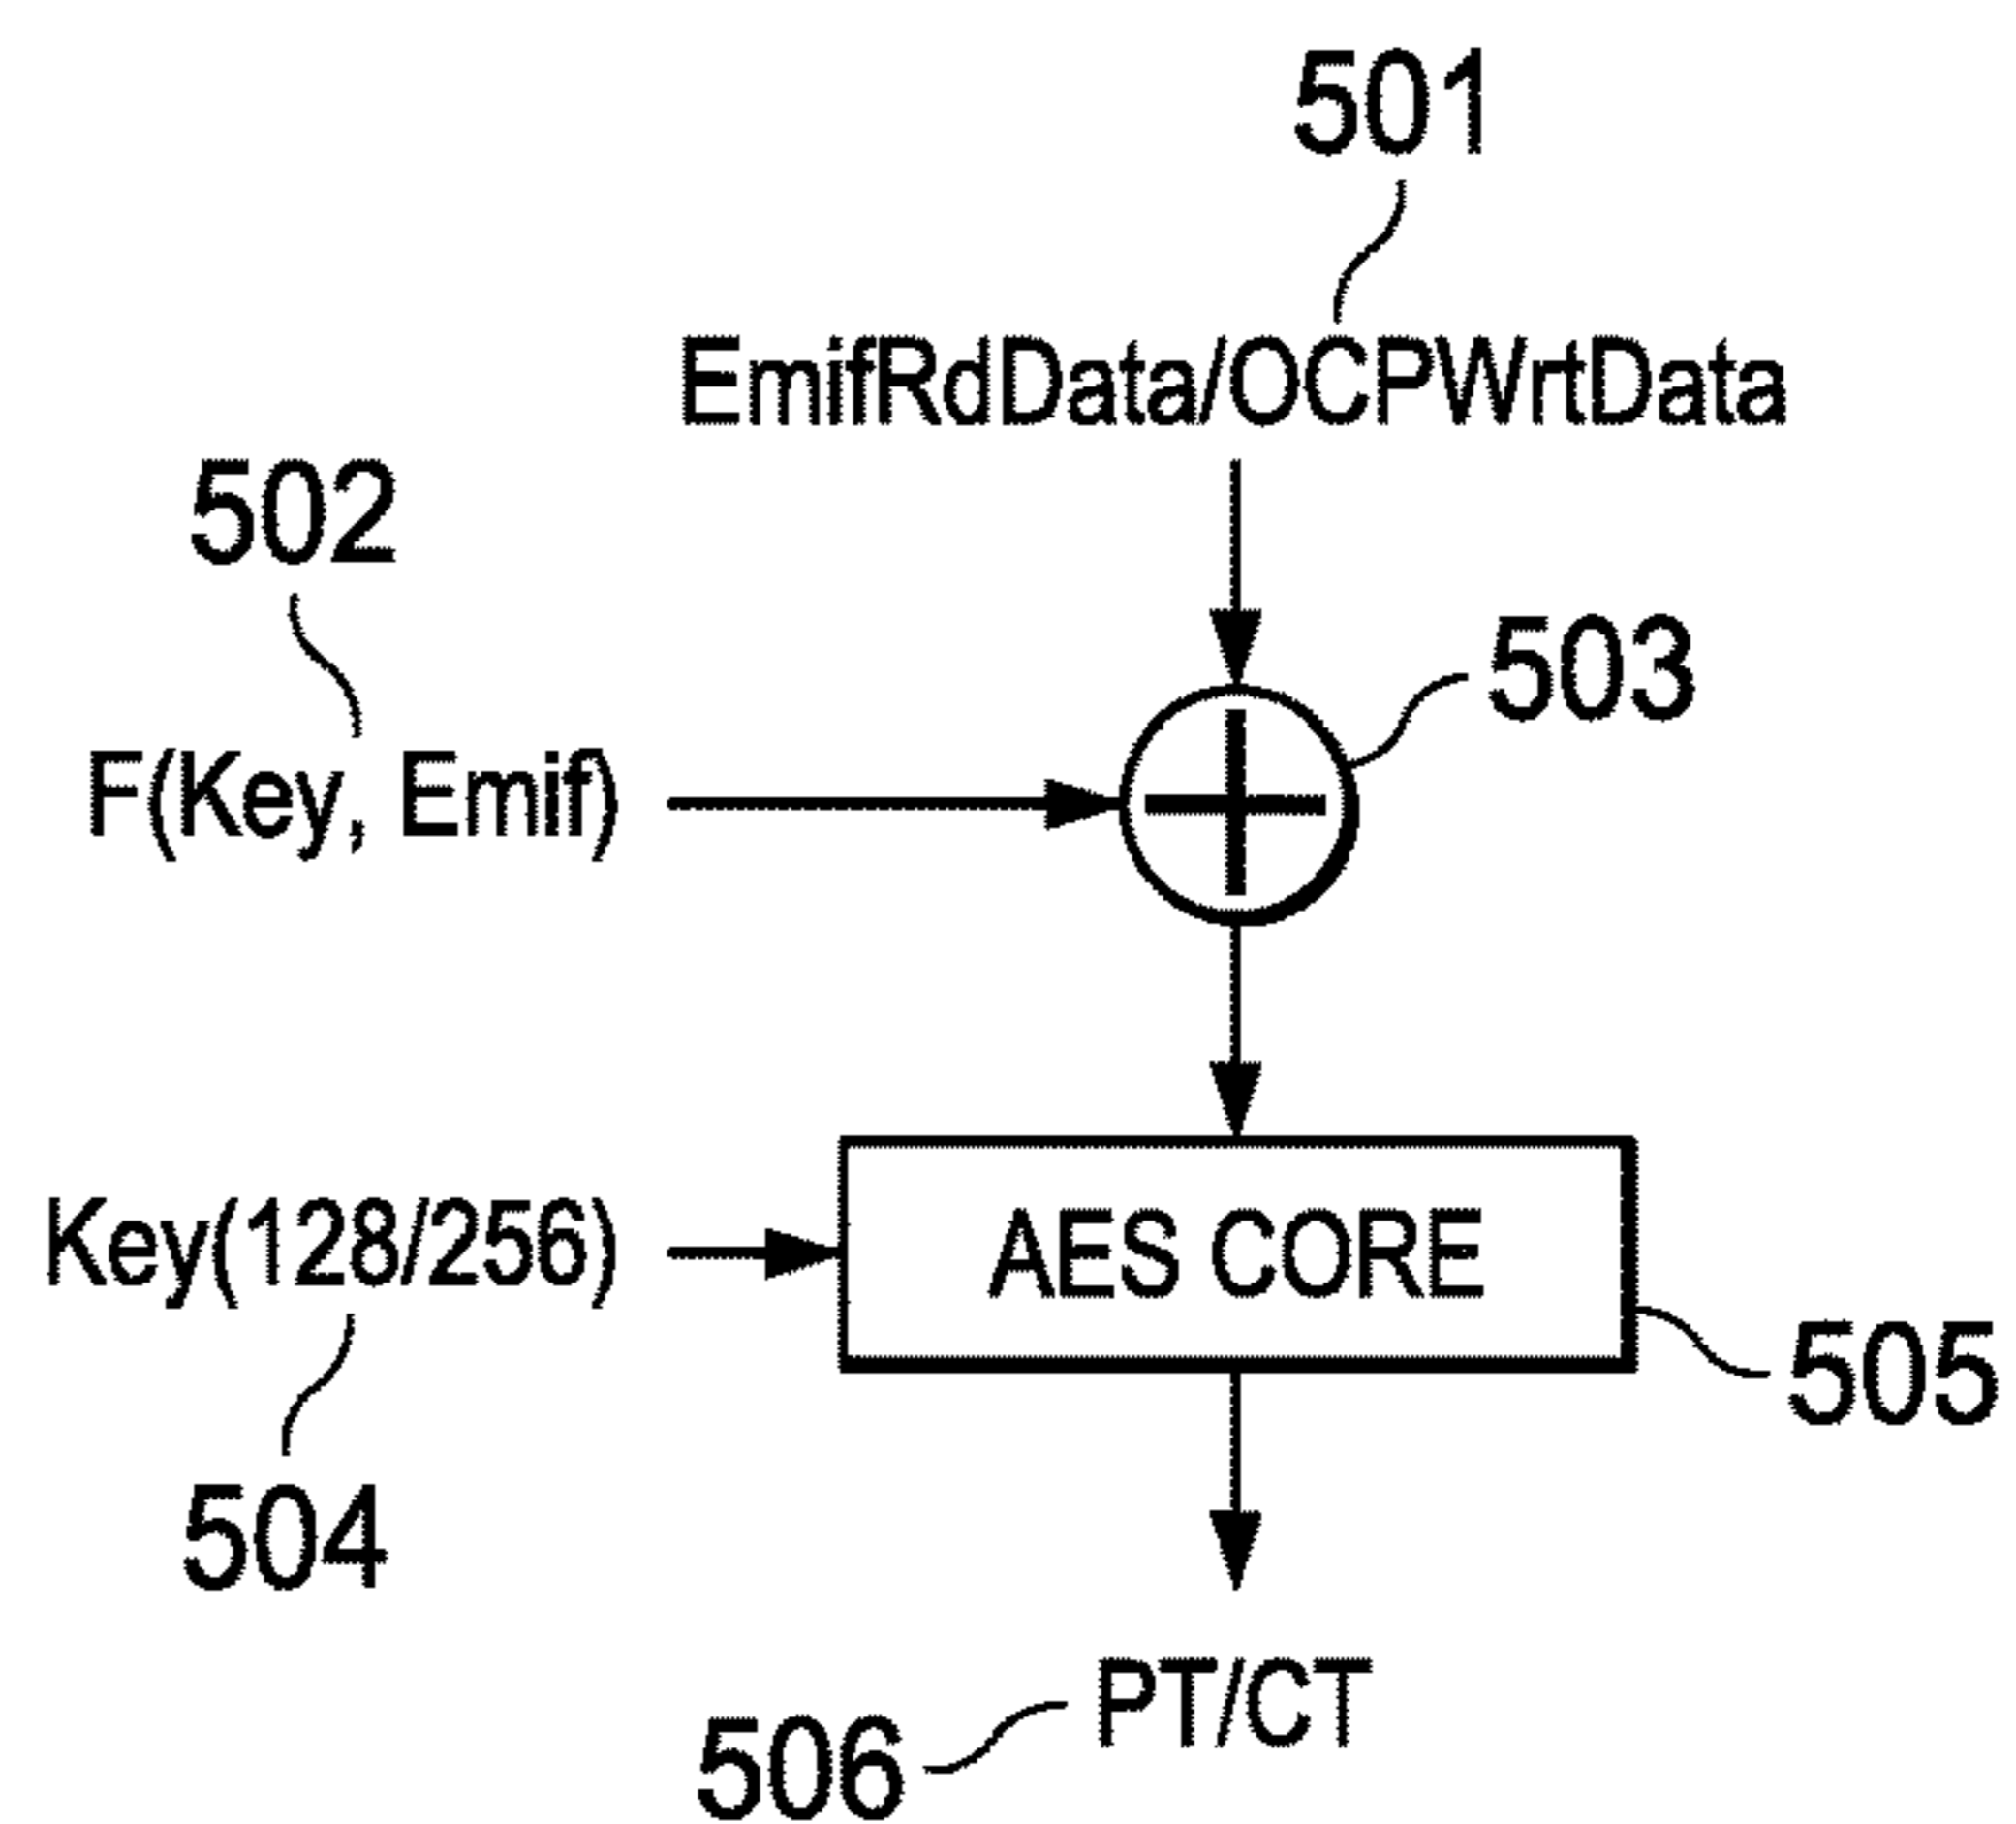 501
EmifRdData/OCPWrtData
502
503
F(Key, Emif)
Key(128/256)
AES CORE
505
504
PT/CT
506